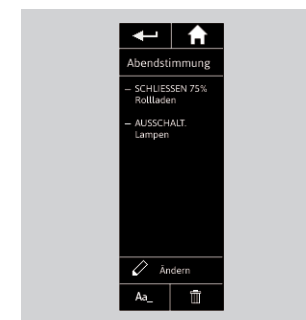 Abendstimmung
– SCHLIESSEN 75%
Rollladen
– AUSSCHALT.
Lampen
Ändern
Aa_